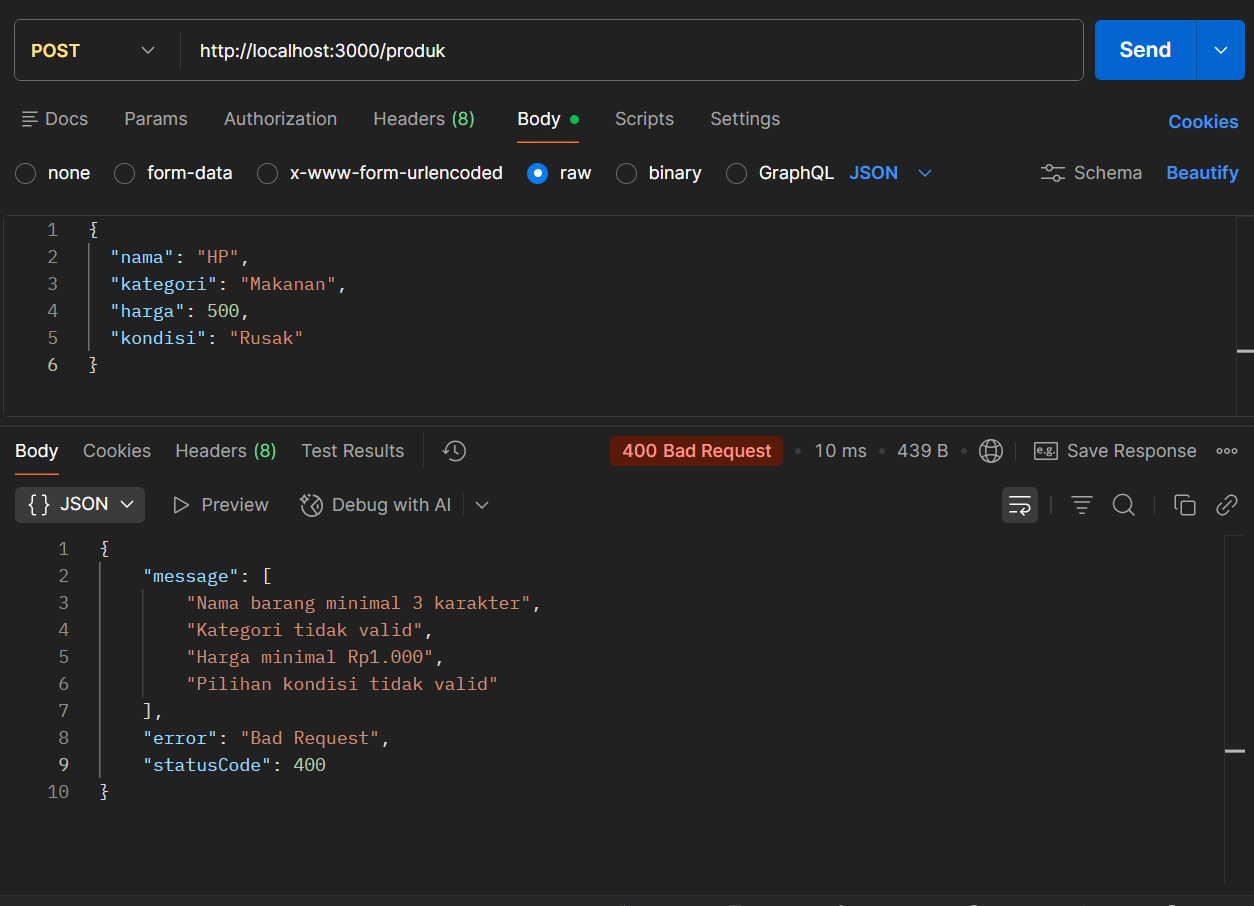 POST http://localhost:3000/produk Send
Docs Params Authorization Headers (8) Body Scripts Settings Cookies
none form-data x-www-form-urlencoded raw binary GraphQL JSON Schema Beautify
1 {
2 "nama": "HP",
3 "kategori": "Makanan",
4 "harga": 500,
5 "kondisi": "Rusak"
6 }
Body Cookies Headers (8) Test Results 400 Bad Request 10 ms 439 B e.g. Save Response
{} JSON Preview Debug with AI
1 {
2 "message": [
3 "Nama barang minimal 3 karakter",
4 "Kategori tidak valid",
5 "Harga minimal Rp1.000",
6 "Pilihan kondisi tidak valid"
7 ],
8 "error": "Bad Request",
9 "statusCode": 400
10 }